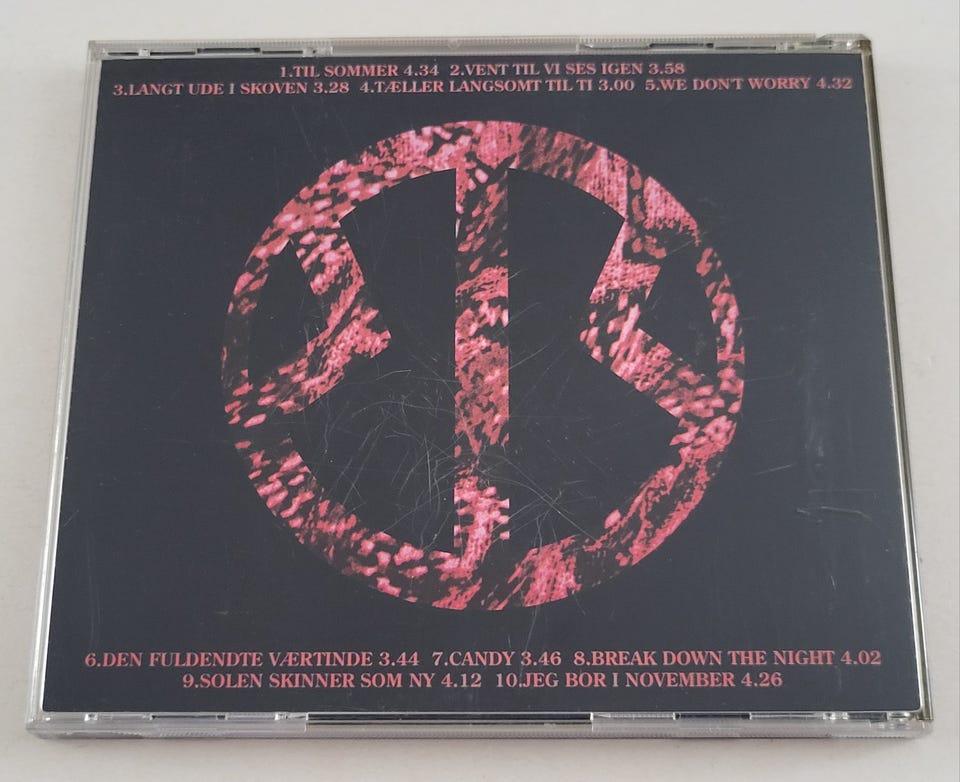 1.TIL SOMMER 4.34 2.VENT TIL VI SES IGEN 3.58
3.LANGT UDE I SKOVEN 3.28 4.TÆLLER LANGSOMT TIL TI 3.00 5.WE DON'T WORRY 4.32
6.DEN FULDENDTE VÆRTINDE 3.44 7.CANDY 3.46 8.BREAK DOWN THE NIGHT 4.02
9.SOLEN SKINNER SOM NY 4.12 10.JEG BOR I NOVEMBER 4.26